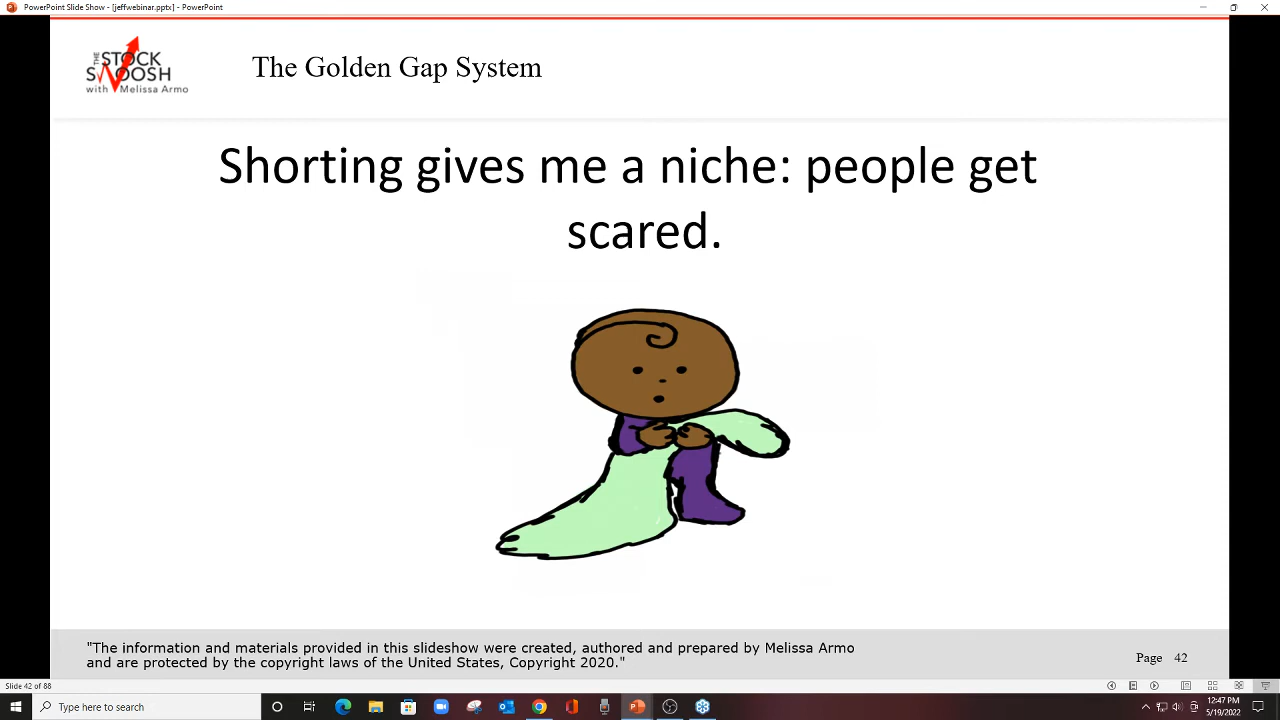 PowerPoint Slide Show - [jeffwebinar.pptx] - PowerPoint
THE STOCK
SWOOSH
with Melissa Armo
The Golden Gap System
Shorting gives me a niche: people get
scared.
"The information and materials provided in this slideshow were created, authored and prepared by Melissa Armo
and are protected by the copyright laws of the United States, Copyright 2020."
Page 42
Slide 42 of 88
Type here to search
12:47 PM
5/19/2022